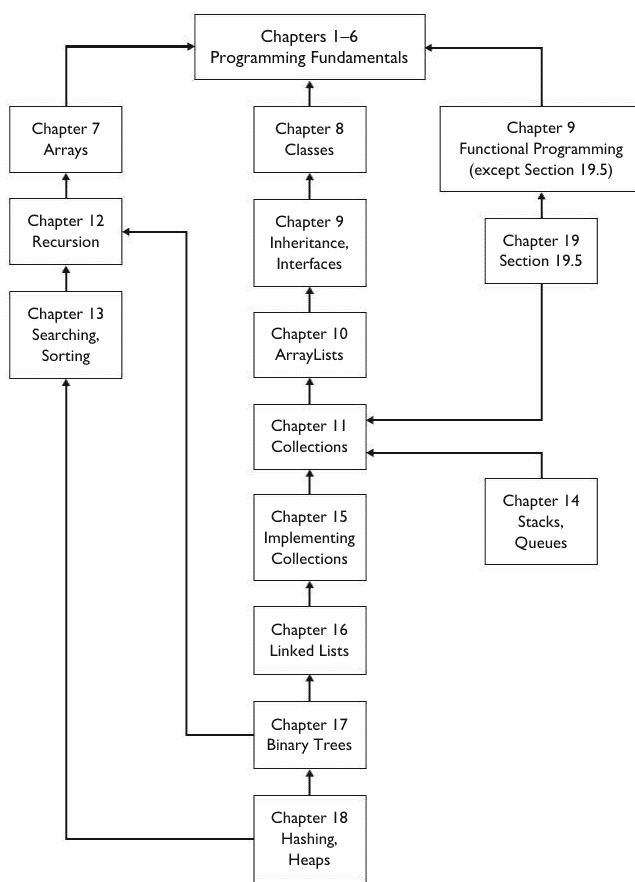 Chapters 1–6
Programming Fundamentals
Chapter 7
Arrays
Chapter 8
Classes
Chapter 9
Functional Programming
(except Section 19.5)
Chapter 12
Recursion
Chapter 9
Inheritance,
Interfaces
Chapter 19
Section 19.5
Chapter 13
Searching,
Sorting
Chapter 10
ArrayLists
Chapter 11
Collections
Chapter 14
Stacks,
Queues
Chapter 15
Implementing
Collections
Chapter 16
Linked Lists
Chapter 17
Binary Trees
Chapter 18
Hashing,
Heaps